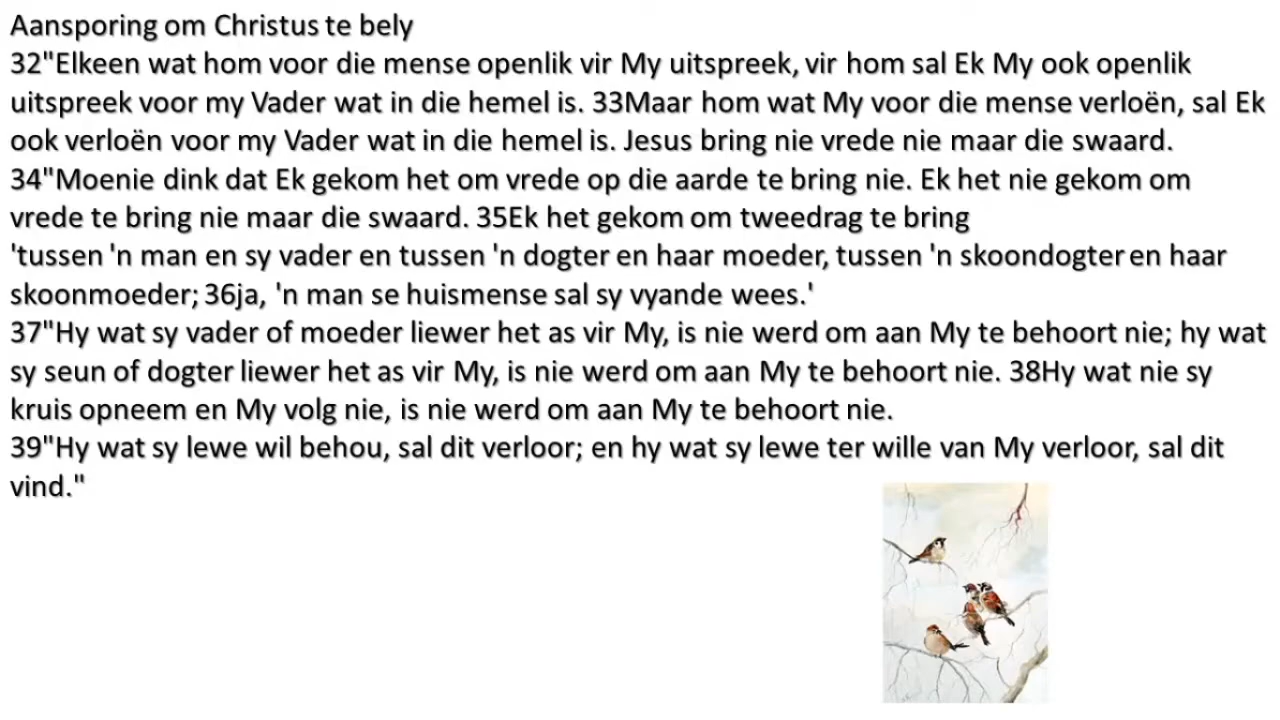 Aansporing om Christus te bely
32"Elkeen wat hom voor die mense openlik vir My uitspreek, vir hom sal Ek My ook openlik
uitspreek voor my Vader wat in die hemel is. 33Maar hom wat My voor die mense verloën, sal Ek
ook verloën voor my Vader wat in die hemel is. Jesus bring nie vrede nie maar die swaard.
34"Moenie dink dat Ek gekom het om vrede op die aarde te bring nie. Ek het nie gekom om
vrede te bring nie maar die swaard. 35Ek het gekom om tweedrag te bring
'tussen 'n man en sy vader en tussen 'n dogter en haar moeder, tussen 'n skoondogter en haar
skoonmoeder; 36ja, 'n man se huismense sal sy vyande wees.'
37"Hy wat sy vader of moeder liewer het as vir My, is nie werd om aan My te behoort nie; hy wat
sy seun of dogter liewer het as vir My, is nie werd om aan My te behoort nie. 38Hy wat nie sy
kruis opneem en My volg nie, is nie werd om aan My te behoort nie.
39"Hy wat sy lewe wil behou, sal dit verloor; en hy wat sy lewe ter wille van My verloor, sal dit
vind."